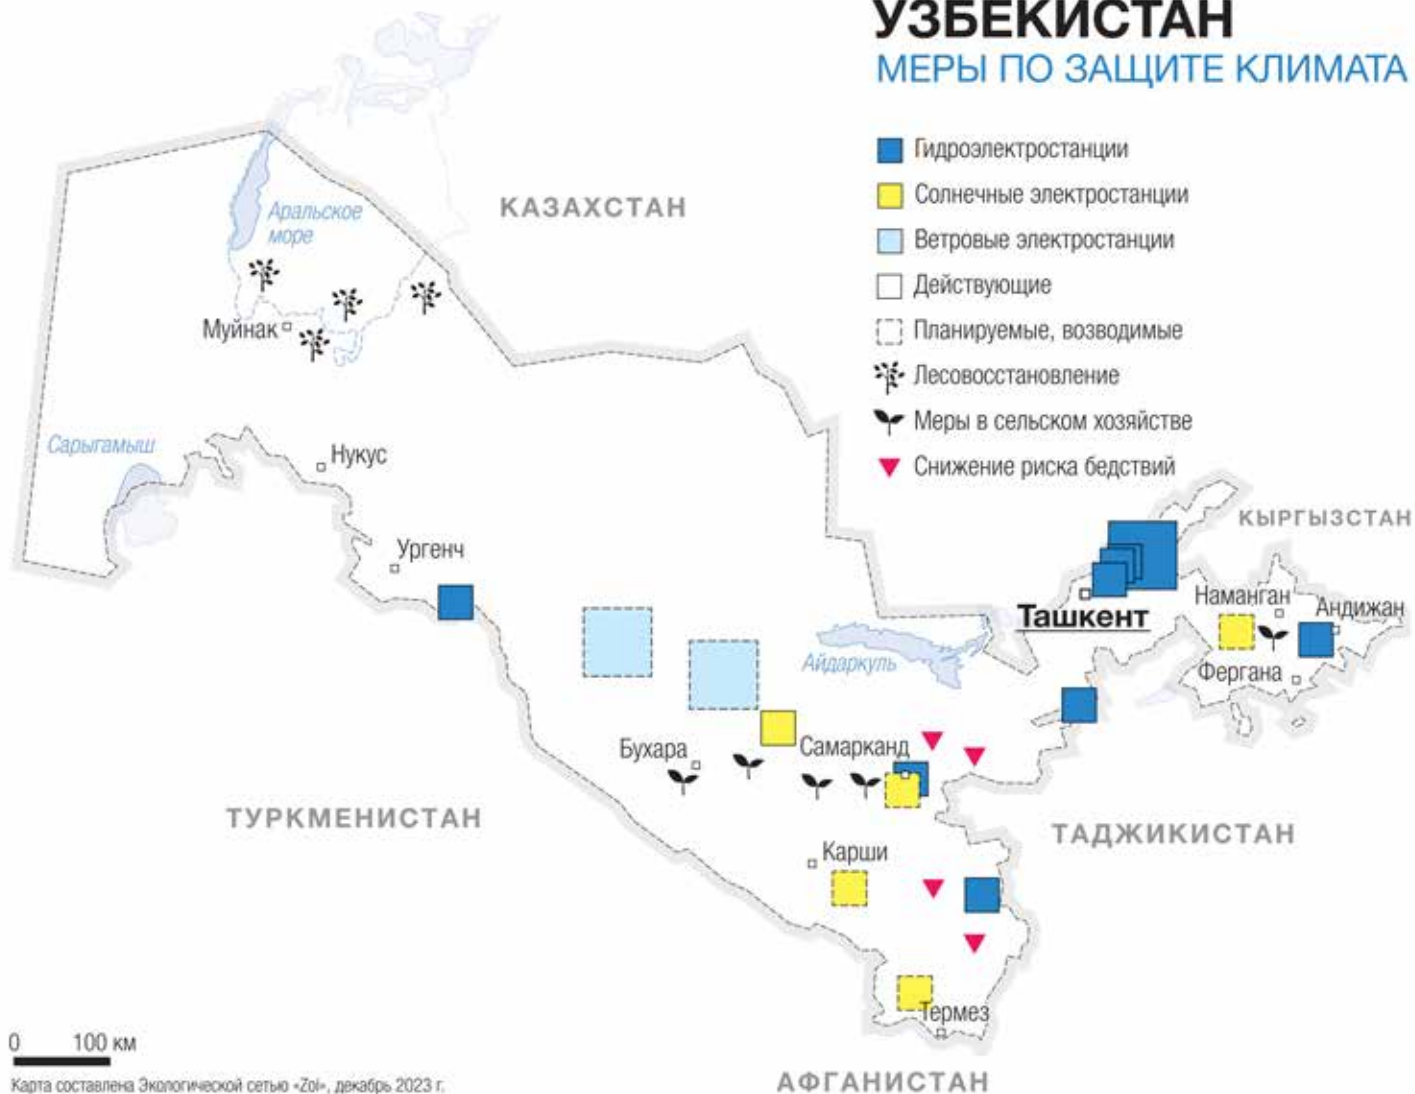 УЗБЕКИСТАН
МЕРЫ ПО ЗАЩИТЕ КЛИМАТА
Гидроэлектростанции
Солнечные электростанции
Ветровые электростанции
Действующие
Планируемые, возводимые
Лесовосстановление
Меры в сельском хозяйстве
Снижение риска бедствий
КАЗАХСТАН
Аральское
море
Муйнак
Сарыгамыш
Нукус
Ургенч
КЫРГЫЗСТАН
Ташкент
Наманган
Андижан
Фергана
Айдаркуль
Бухара
Самарканд
ТУРКМЕНИСТАН
ТАДЖИКИСТАН
Карши
Термез
АФГАНИСТАН
0 100 км
Карта составлена Экологической сетью «Zoï», декабрь 2023 г.